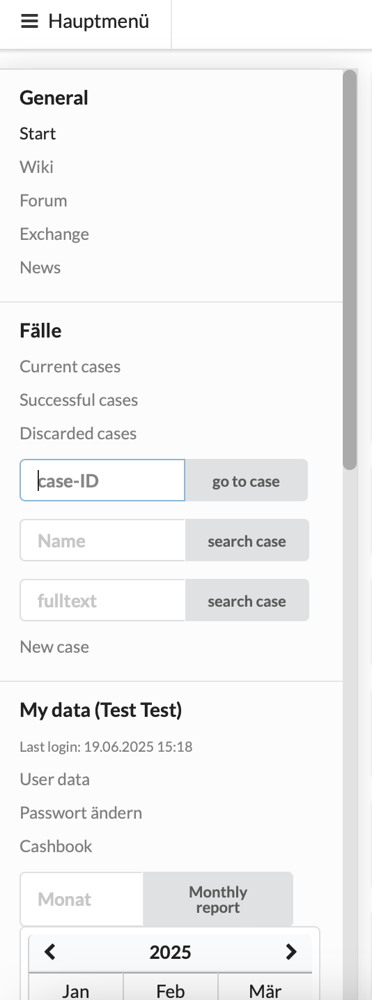 Hauptmenü
General
Start
Wiki
Forum
Exchange
News
Fälle
Current cases
Successful cases
Discarded cases
case-ID go to case
Name search case
fulltext search case
New case
My data (Test Test)
Last login: 19.06.2025 15:18
User data
Passwort ändern
Cashbook
Monat Monthly
report
2025
Jan Feb Mär